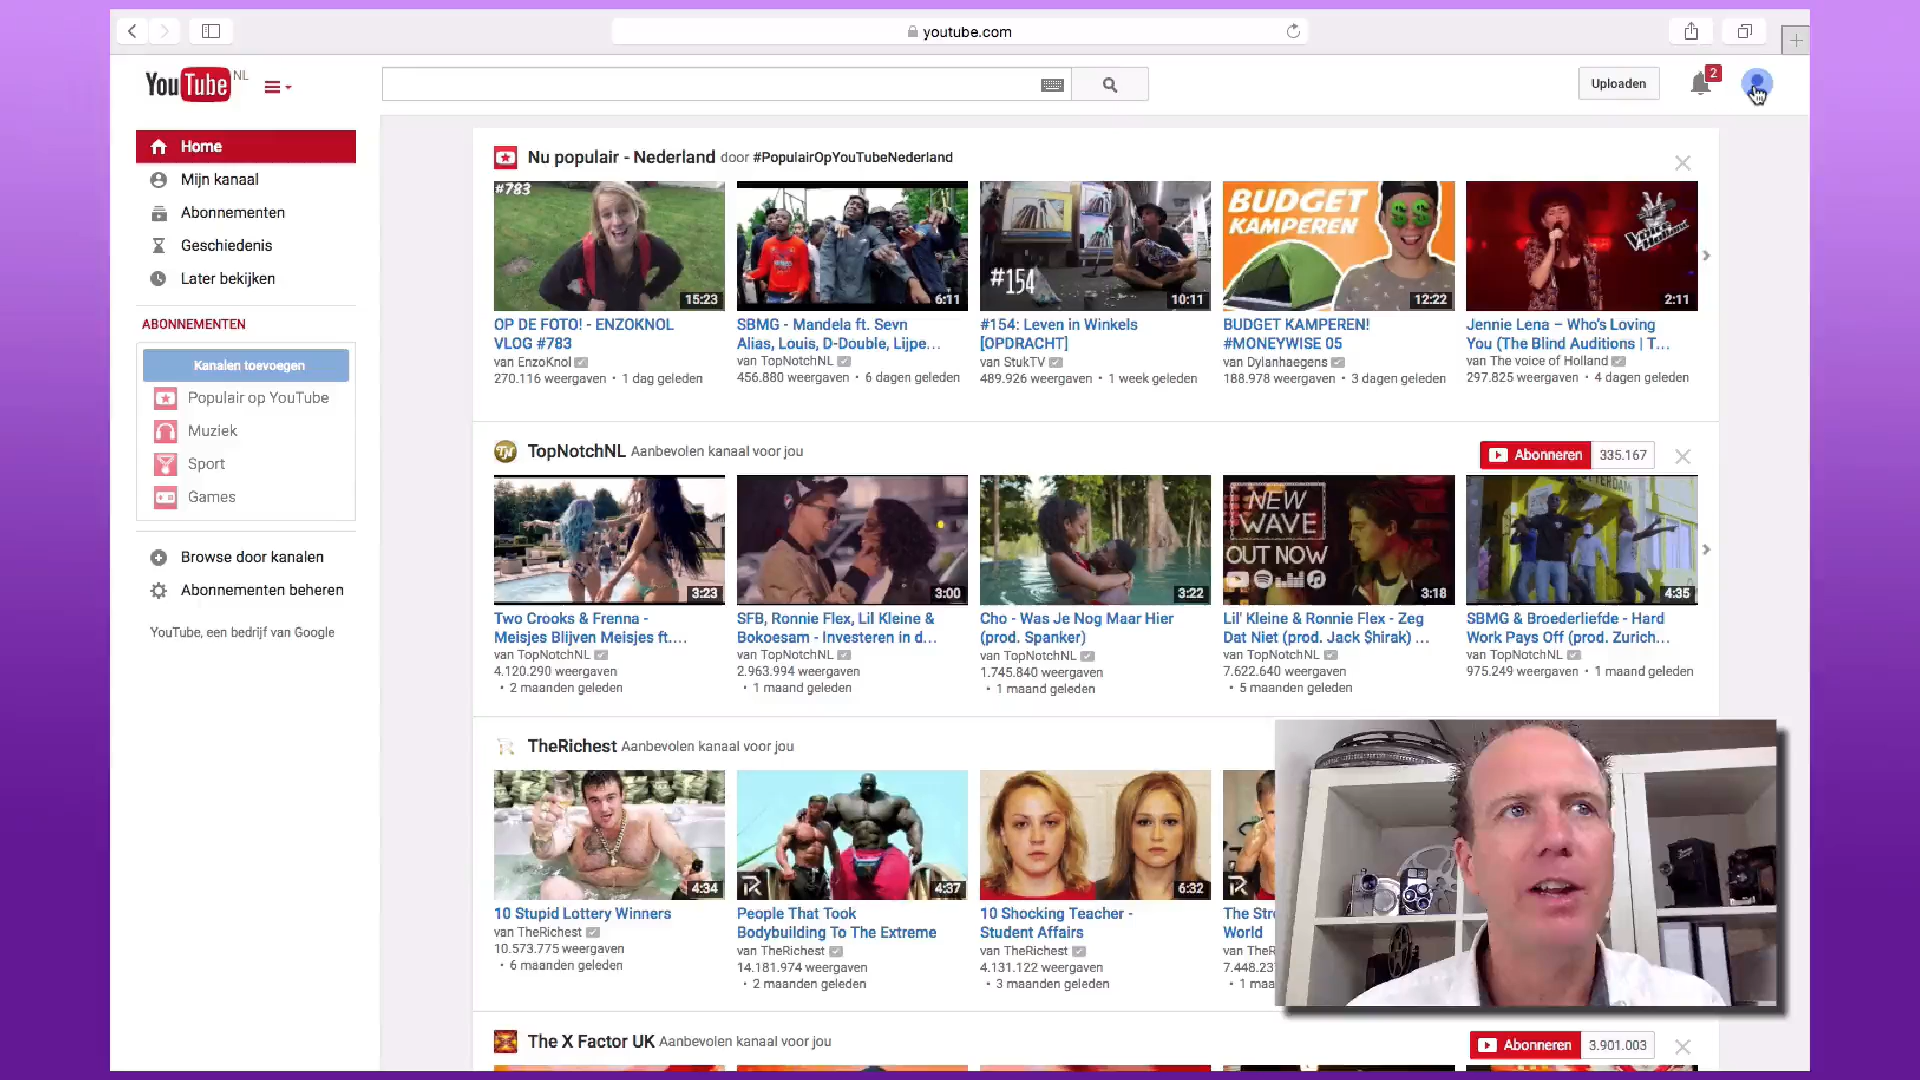 youtube.com
YouTube NL
Uploaden
2
Home
Mijn kanaal
Abonnementen
Geschiedenis
Later bekijken
ABONNEMENTEN
Kanalen toevoegen
Populair op YouTube
Muziek
Sport
Games
Browse door kanalen
Abonnementen beheren
YouTube, een bedrijf van Google
Nu populair - Nederland door #PopulairOpYouTubeNederland
#783
15:23
OP DE FOTO! - ENZOKNOL
VLOG #783
van EnzoKnol
270.116 weergaven • 1 dag geleden
6:11
SBMG - Mandela ft. Sevn
Alias, Louis, D-Double, Lijpe…
van TopNotchNL
456.880 weergaven • 6 dagen geleden
#154
10:11
#154: Leven in Winkels
[OPDRACHT]
van StukTV
489.926 weergaven • 1 week geleden
BUDGET
KAMPEREN
12:22
BUDGET KAMPEREN!
#MONEYWISE 05
van Dylanhaegens
188.978 weergaven • 3 dagen geleden
2:11
Jennie Lena – Who's Loving
You (The Blind Auditions | T…
van The voice of Holland
297.825 weergaven • 4 dagen geleden
TopNotchNL Aanbevolen kanaal voor jou
Abonneren 335.167
3:23
Two Crooks & Frenna -
Meisjes Blijven Meisjes ft.…
van TopNotchNL
4.120.290 weergaven
• 2 maanden geleden
3:00
SFB, Ronnie Flex, Lil Kleine &
Bokoesam - Investeren in d…
van TopNotchNL
2.963.994 weergaven
• 1 maand geleden
3:22
Cho - Was Je Nog Maar Hier
(prod. Spanker)
van TopNotchNL
1.745.840 weergaven
• 1 maand geleden
NEW
WAVE
OUT NOW
3:18
Lil' Kleine & Ronnie Flex - Zeg
Dat Niet (prod. Jack $hirak) …
van TopNotchNL
7.622.640 weergaven
• 5 maanden geleden
4:35
SBMG & Broederliefde - Hard
Work Pays Off (prod. Zurich…
van TopNotchNL
975.249 weergaven • 1 maand geleden
TheRichest Aanbevolen kanaal voor jou
4:34
10 Stupid Lottery Winners
van TheRichest
10.573.775 weergaven
• 6 maanden geleden
4:37
People That Took
Bodybuilding To The Extreme
van TheRichest
14.181.974 weergaven
• 2 maanden geleden
6:32
10 Shocking Teacher -
Student Affairs
van TheRichest
4.131.122 weergaven
• 3 maanden geleden
The
World
van
7.448.23
• 1
The X Factor UK Aanbevolen kanaal voor jou
Abonneren 3.901.003